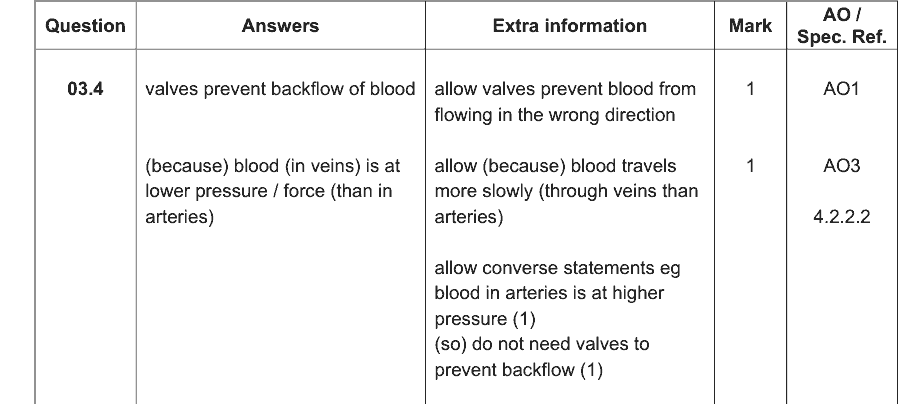 Question Answers Extra information Mark AO /
Spec. Ref.
03.4 valves prevent backflow of blood allow valves prevent blood from 1 AO1
flowing in the wrong direction
(because) blood (in veins) is at allow (because) blood travels 1 AO3
lower pressure / force (than in more slowly (through veins than
arteries) arteries) 4.2.2.2
allow converse statements eg
blood in arteries is at higher
pressure (1)
(so) do not need valves to
prevent backflow (1)